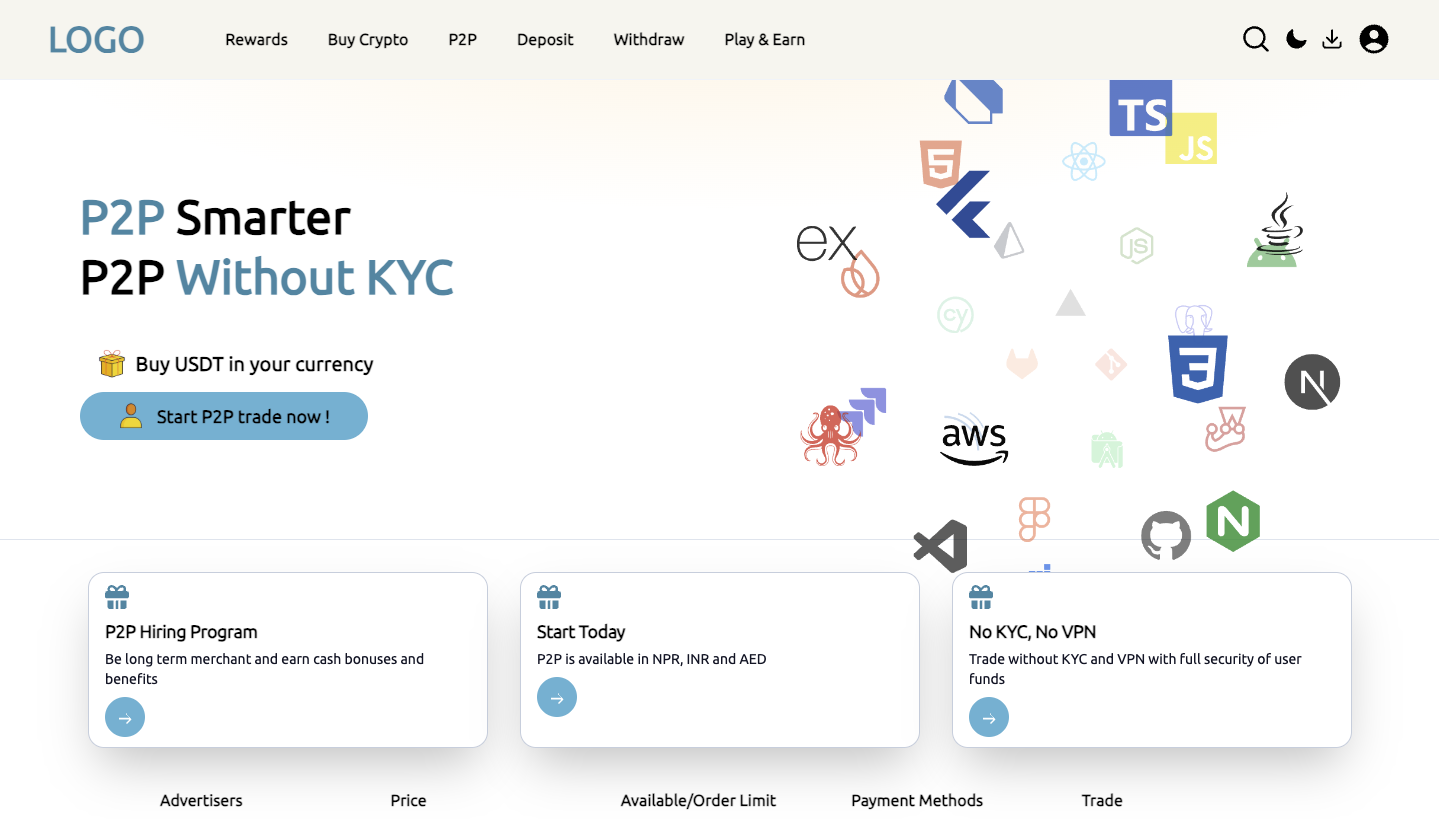 LOGO
Rewards
Buy Crypto
P2P
Deposit
Withdraw
Play & Earn
TS
JS
5
ex
JS
cy
3
N
aws
N
P2P Smarter
P2P Without KYC
Buy USDT in your currency
Start P2P trade now !
P2P Hiring Program
Be long term merchant and earn cash bonuses and
benefits
Start Today
P2P is available in NPR, INR and AED
No KYC, No VPN
Trade without KYC and VPN with full security of user
funds
Advertisers
Price
Available/Order Limit
Payment Methods
Trade